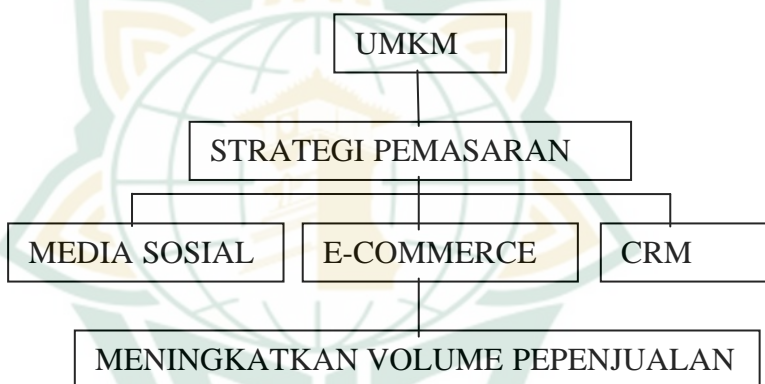 UMKM
STRATEGI PEMASARAN
MEDIA SOSIAL E-COMMERCE CRM
MENINGKATKAN VOLUME PEPENJUALAN